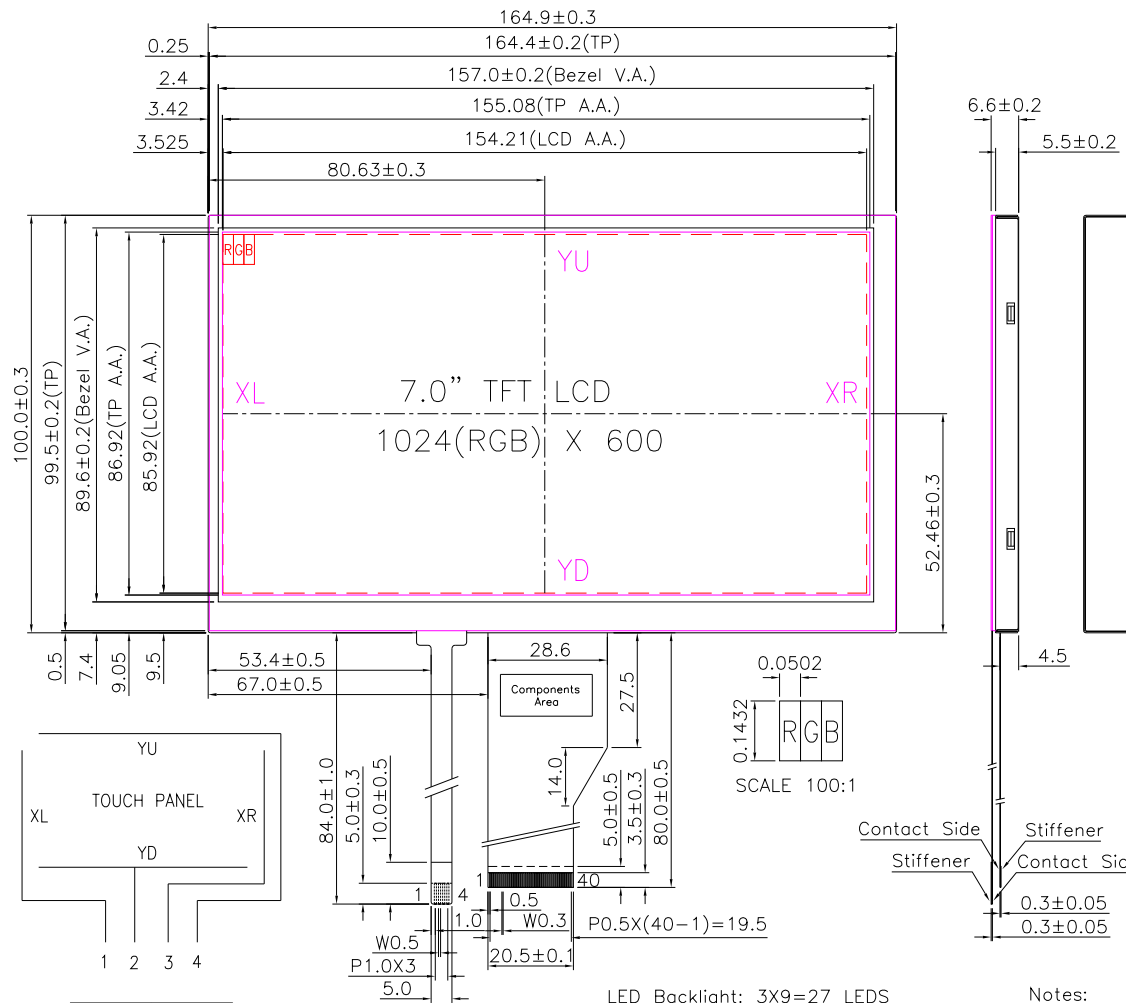 164.9±0.3
0.25
164.4±0.2(TP)
2.4
157.0±0.2(Bezel V.A.)
3.42
155.08(TP A.A.)
6.6±0.2
3.525
154.21(LCD A.A.)
5.5±0.2
80.63±0.3
RGB
YU
100.0±0.3
99.5±0.2(TP)
89.6±0.2(Bezel V.A.)
86.92(TP A.A.)
85.92(LCD A.A.)
XL
7.0” TFT LCD
XR
1024(RGB) X 600
52.46±0.3
YD
0.5
7.4
9.05
9.5
53.4±0.5
28.6
4.5
67.0±0.5
0.0502
Components
Area
27.5
0.1432
RGB
SCALE 100:1
YU
TOUCH PANEL
XL
XR
YD
1 2 3 4
84.0±1.0
5.0±0.3
10.0±0.5
14.0
5.0±0.5
3.5±0.3
80.0±0.5
1
4
1
40
Contact Side
Stiffener
Stiffener
Contact Sid
0.5
1.0
W0.3
P0.5X(40-1)=19.5
0.3±0.05
0.3±0.05
W0.5
P1.0X3
20.5±0.1
5.0
LED Backlight: 3X9=27 LEDS
Notes: